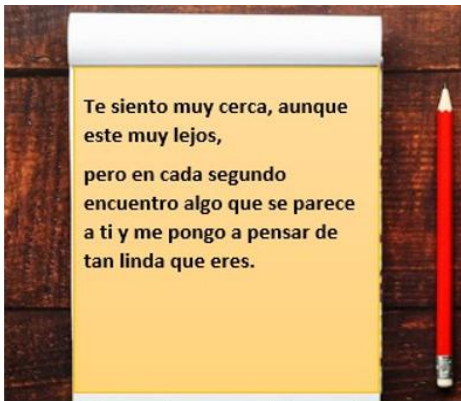 Te siento muy cerca, aunque
este muy lejos,
pero en cada segundo
encuentro algo que se parece
a ti y me pongo a pensar de
tan linda que eres.